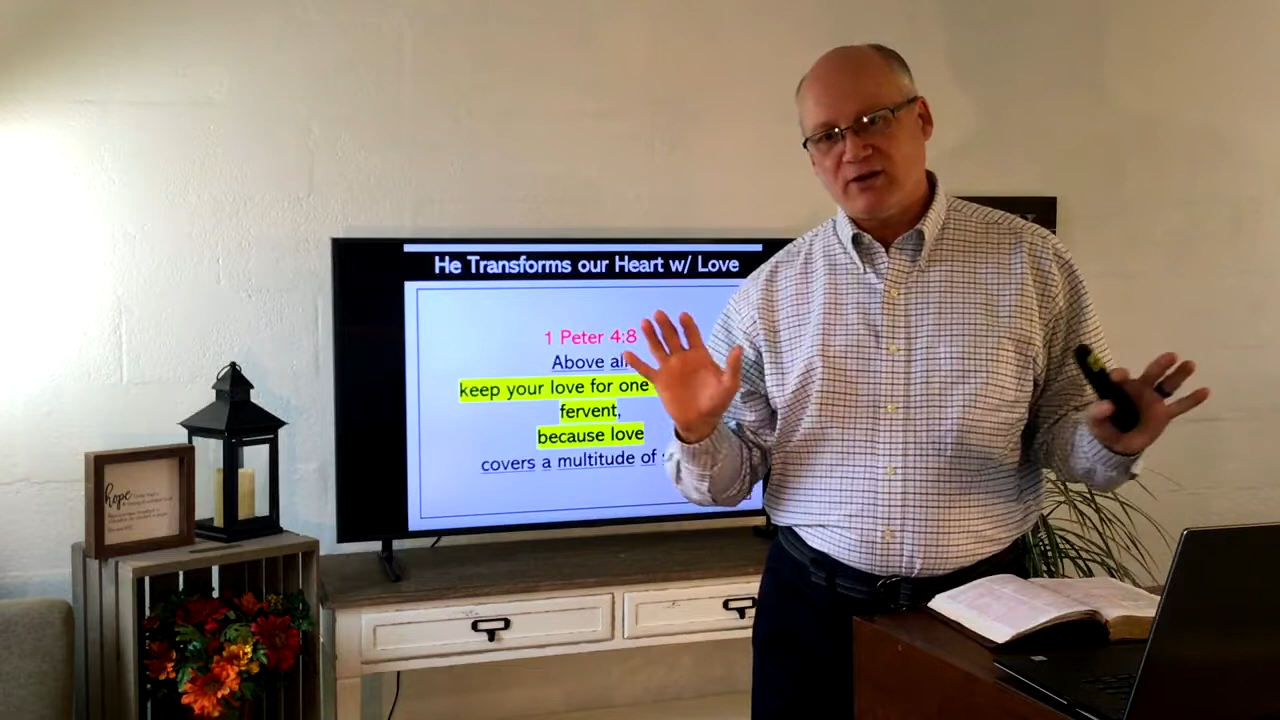 He Transforms our Heart w/ Love
1 Peter 4:8
Above all
keep your love for one
fervent,
because love
covers a multitude of
hope